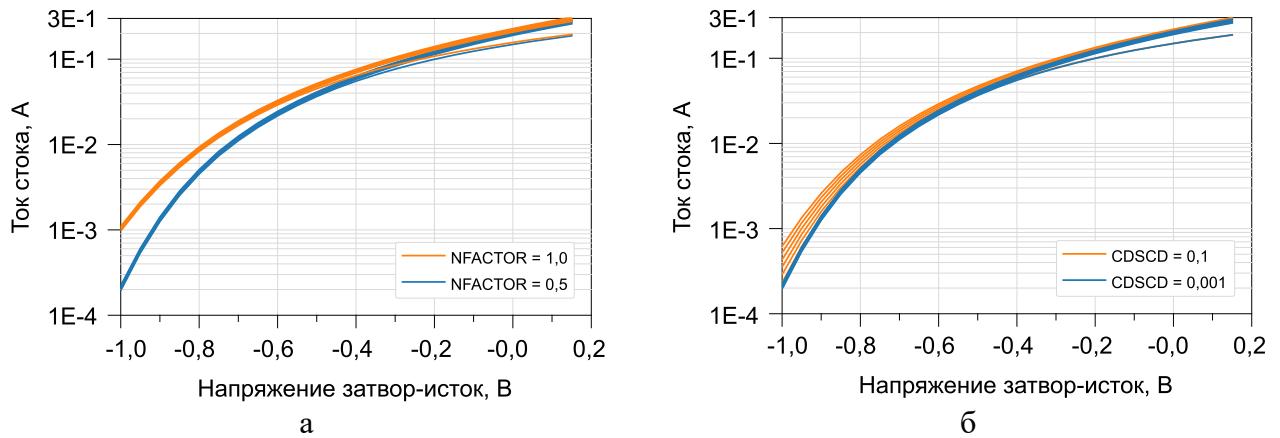 3E-1
1E-1
1E-2
1E-3
1E-4
Ток стока, А
NFACTOR = 1,0
NFACTOR = 0,5
-1,0 -0,8 -0,6 -0,4 -0,2 -0,0 0,2
Напряжение затвор-исток, В
а
3E-1
1E-1
1E-2
1E-3
1E-4
Ток стока, А
CDSCD = 0,1
CDSCD = 0,001
-1,0 -0,8 -0,6 -0,4 -0,2 -0,0 0,2
Напряжение затвор-исток, В
б